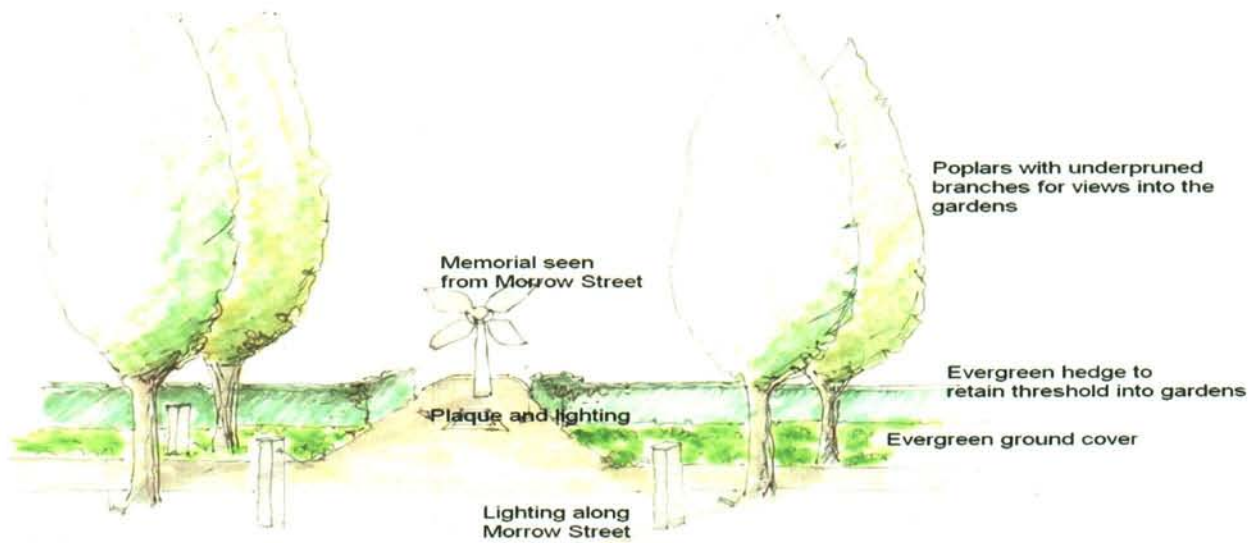 Poplars with underpruned
branches for views into the
gardens
Memorial seen
from Morrow Street
Evergreen hedge to
retain threshold into gardens
Plaque and lighting
Evergreen ground cover
Lighting along
Morrow Street